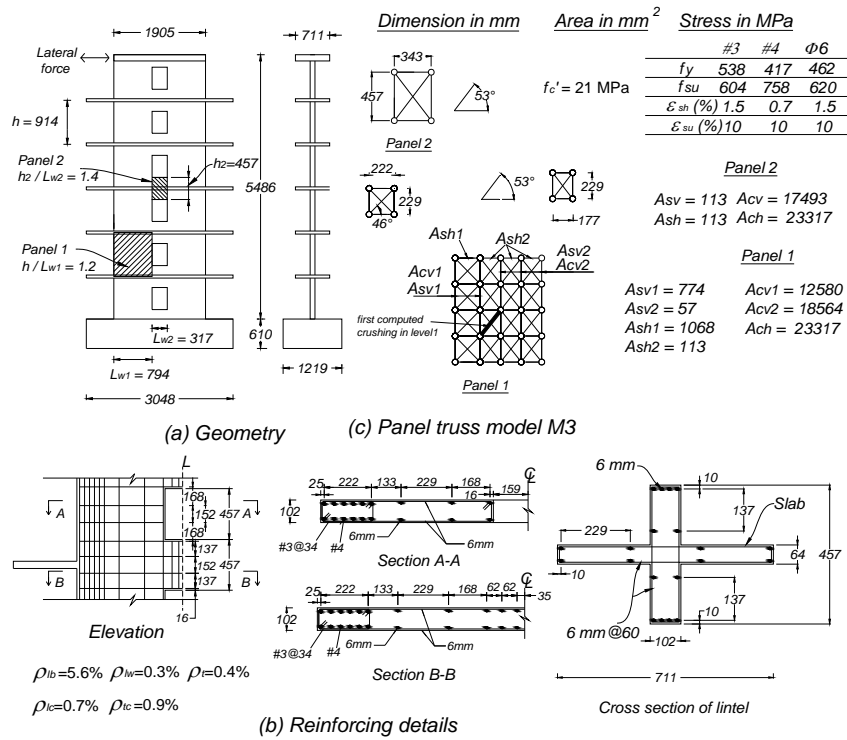 1905
Lateral
force
h = 914
Panel 2
h2 / Lw2 = 1.4
h2=457
Panel 1
h / Lw1 = 1.2
5486
610
Lw2 = 317
Lw1 = 794
3048
711
1219
(a) Geometry
Dimension in mm
Area in mm2
Stress in MPa
343
457
53°
Panel 2
fc' = 21 MPa
#3 #4 Φ6
fy 538 417 462
fsu 604 758 620
εsh (%) 1.5 0.7 1.5
εsu (%) 10 10 10
222
229
46°
53°
229
177
Panel 2
Asv = 113 Acv = 17493
Ash = 113 Ach = 23317
Ash1
Ash2
Acv1
Asv1
Asv2
Acv2
first computed
crushing in level1
Panel 1
Panel 1
Asv1 = 774 Acv1 = 12580
Asv2 = 57 Acv2 = 18564
Ash1 = 1068 Ach = 23317
Ash2 = 113
(c) Panel truss model M3
L
A
A
B
B
168
152
168
457
137
152
137
457
16
Elevation
ρlb=5.6% ρlw=0.3% ρt=0.4%
ρlc=0.7% ρtc=0.9%
25 222 133 229 168
16 159
CL
102
#3@34
#4
6mm
6mm
Section A-A
25 222 133 229 168 62 62 35
CL
102
#3@34
#4
6mm
6mm
Section B-B
6 mm
10
137
Slab
229
64
457
10
137
10
6 mm @60
102
711
Cross section of lintel
(b) Reinforcing details